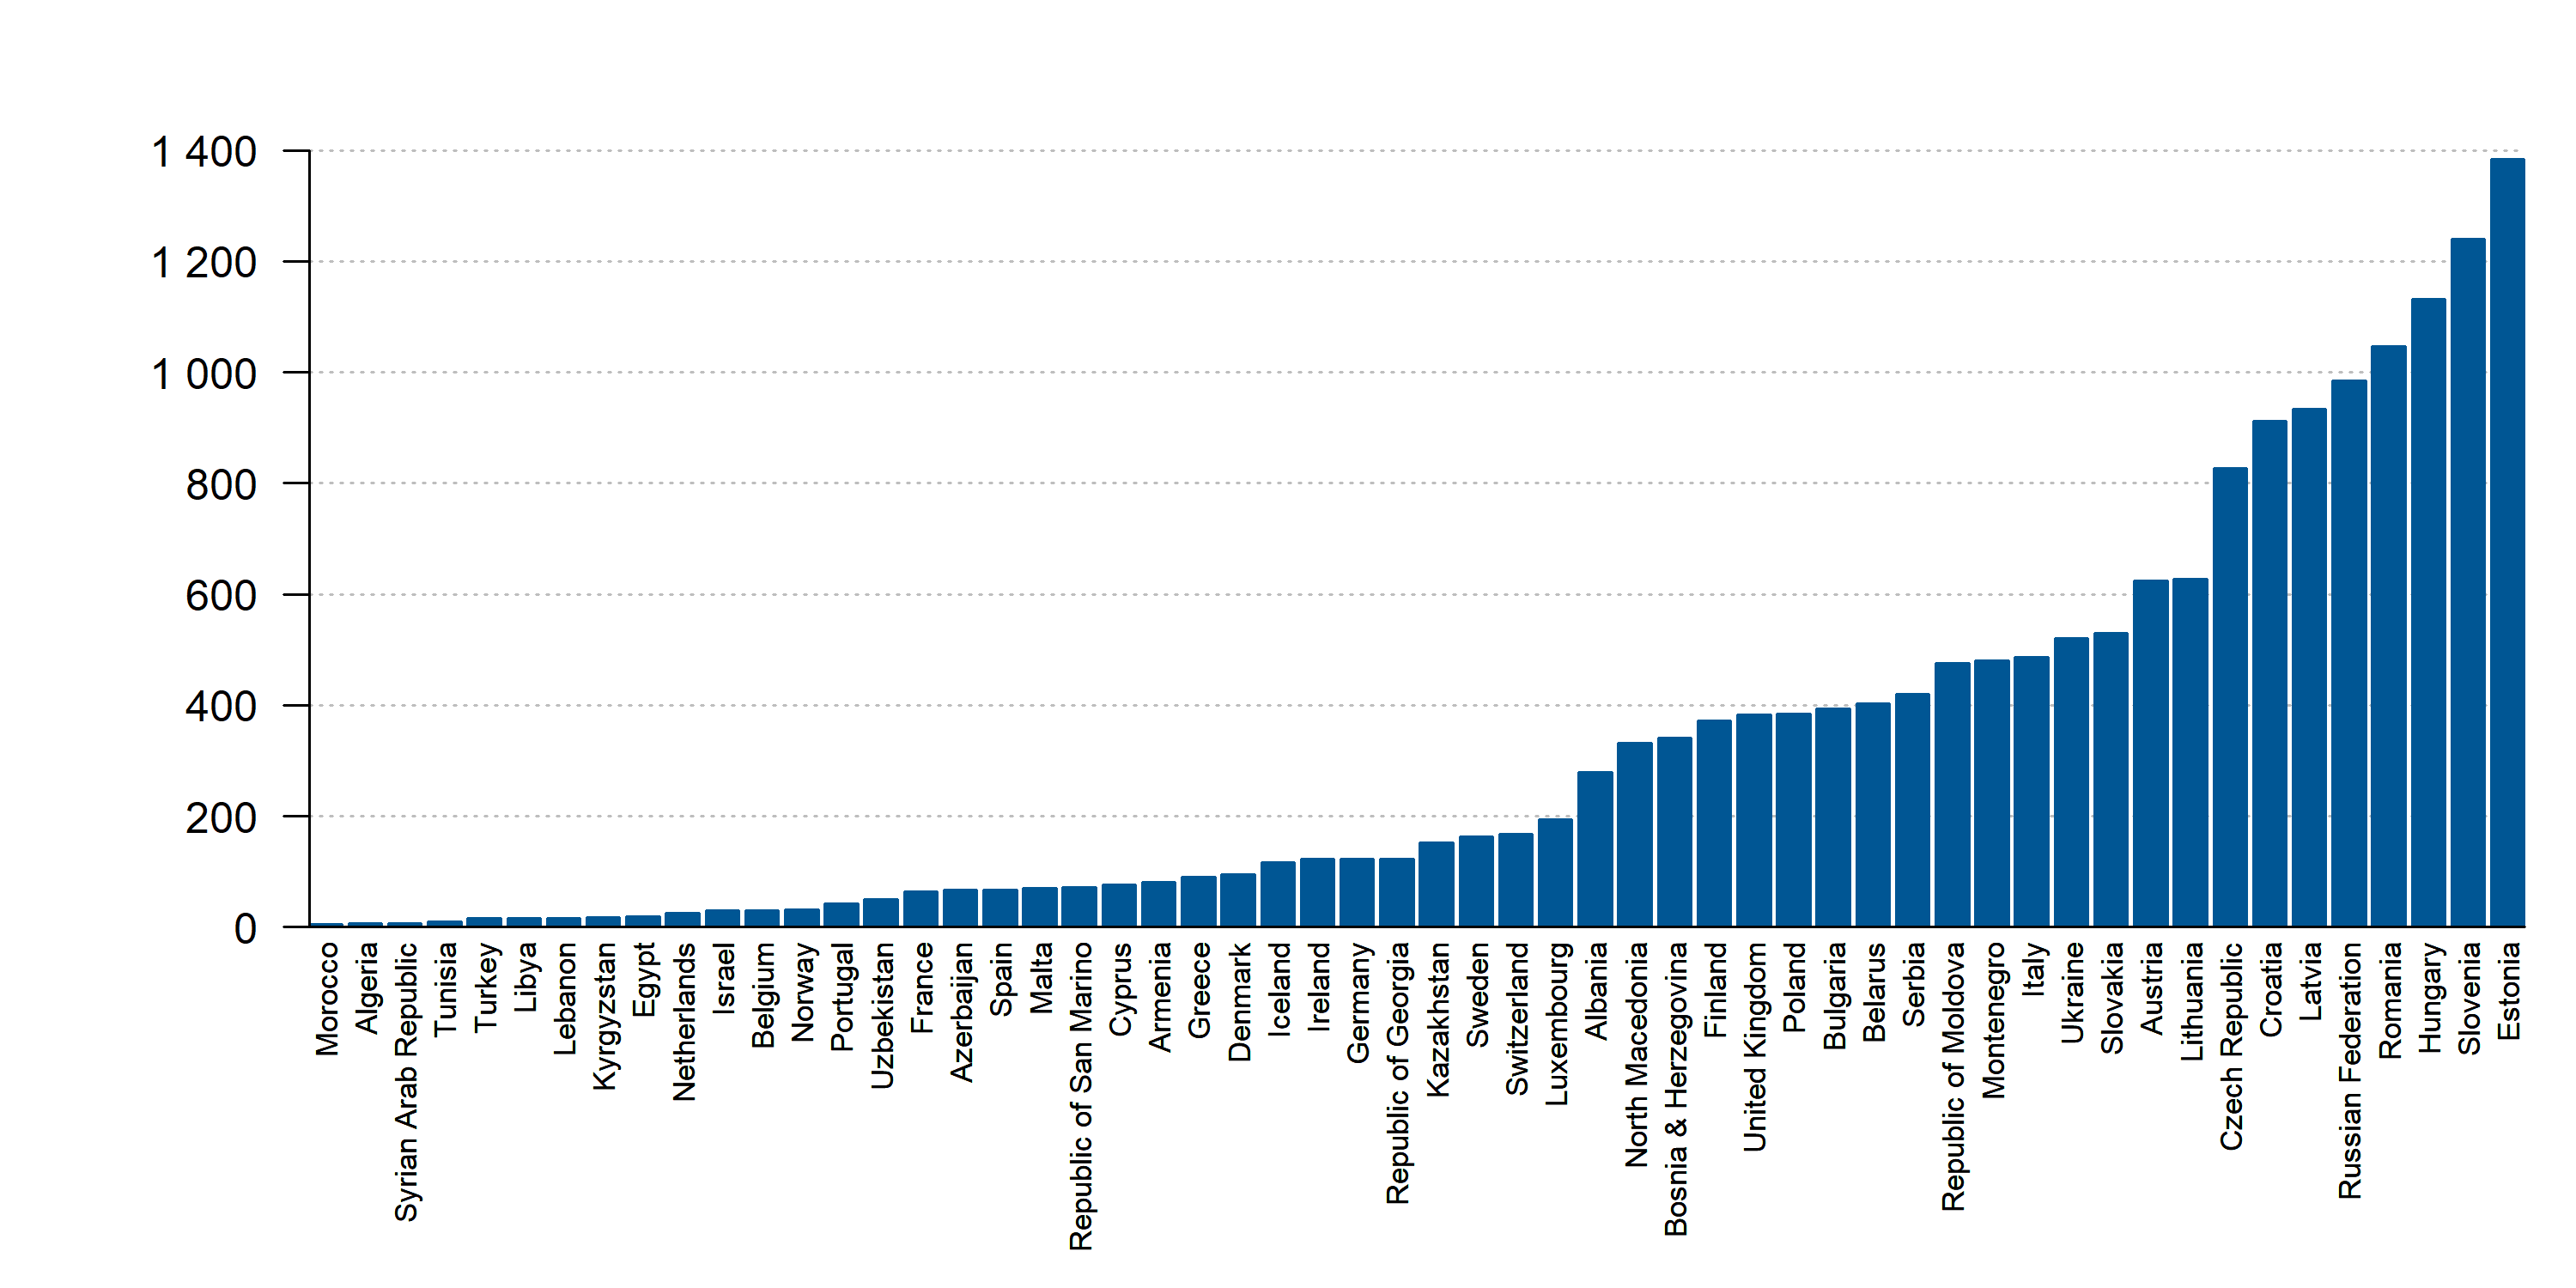 1 400
1 200
1 000
800
600
400
200
0
Morocco
Algeria
Syrian Arab Republic
Tunisia
Turkey
Libya
Lebanon
Kyrgyzstan
Egypt
Netherlands
Israel
Belgium
Norway
Portugal
Uzbekistan
France
Azerbaijan
Spain
Malta
Republic of San Marino
Cyprus
Armenia
Greece
Denmark
Iceland
Ireland
Germany
Republic of Georgia
Kazakhstan
Sweden
Switzerland
Luxembourg
Albania
North Macedonia
Bosnia & Herzegovina
Finland
United Kingdom
Poland
Bulgaria
Belarus
Serbia
Republic of Moldova
Montenegro
Italy
Ukraine
Slovakia
Austria
Lithuania
Czech Republic
Croatia
Latvia
Russian Federation
Romania
Hungary
Slovenia
Estonia